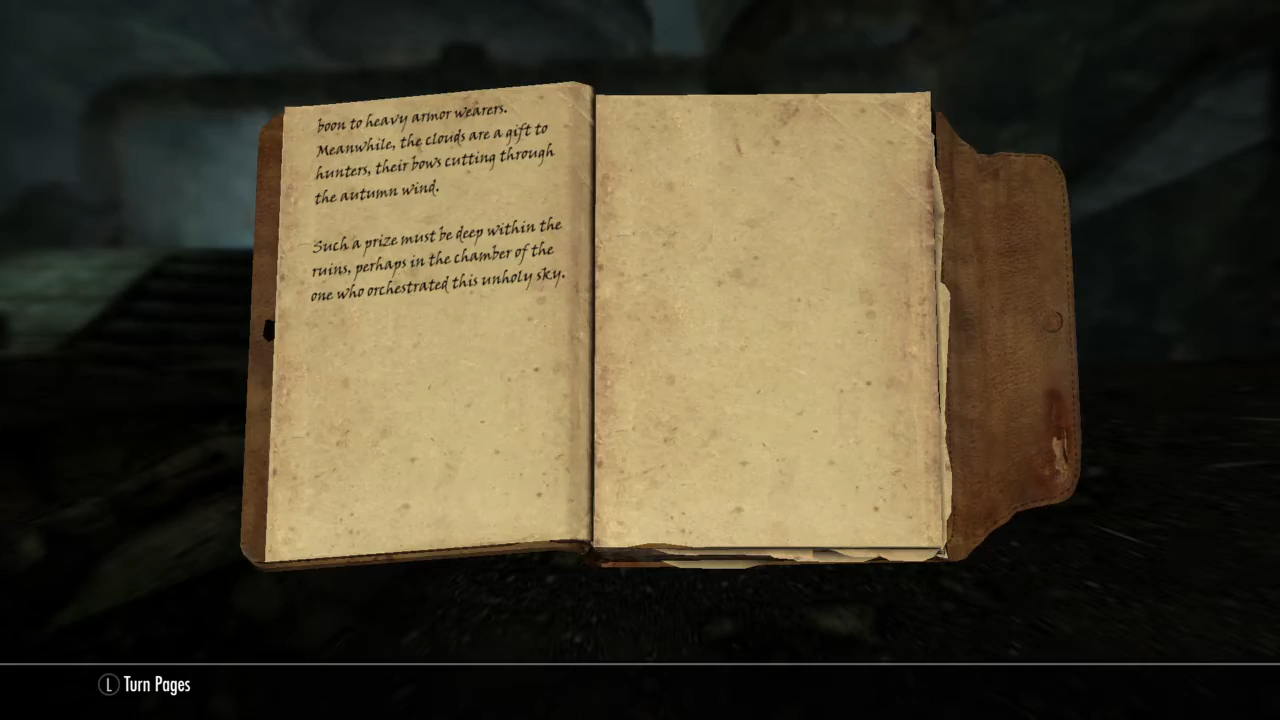 boon to heavy armor wearers.
Meanwhile, the clouds are a gift to
hunters, their bows cutting through
the autumn wind.
Such a prize must be deep within the
ruins, perhaps in the chamber of the
one who orchestrated this unholy sky.
L Turn Pages